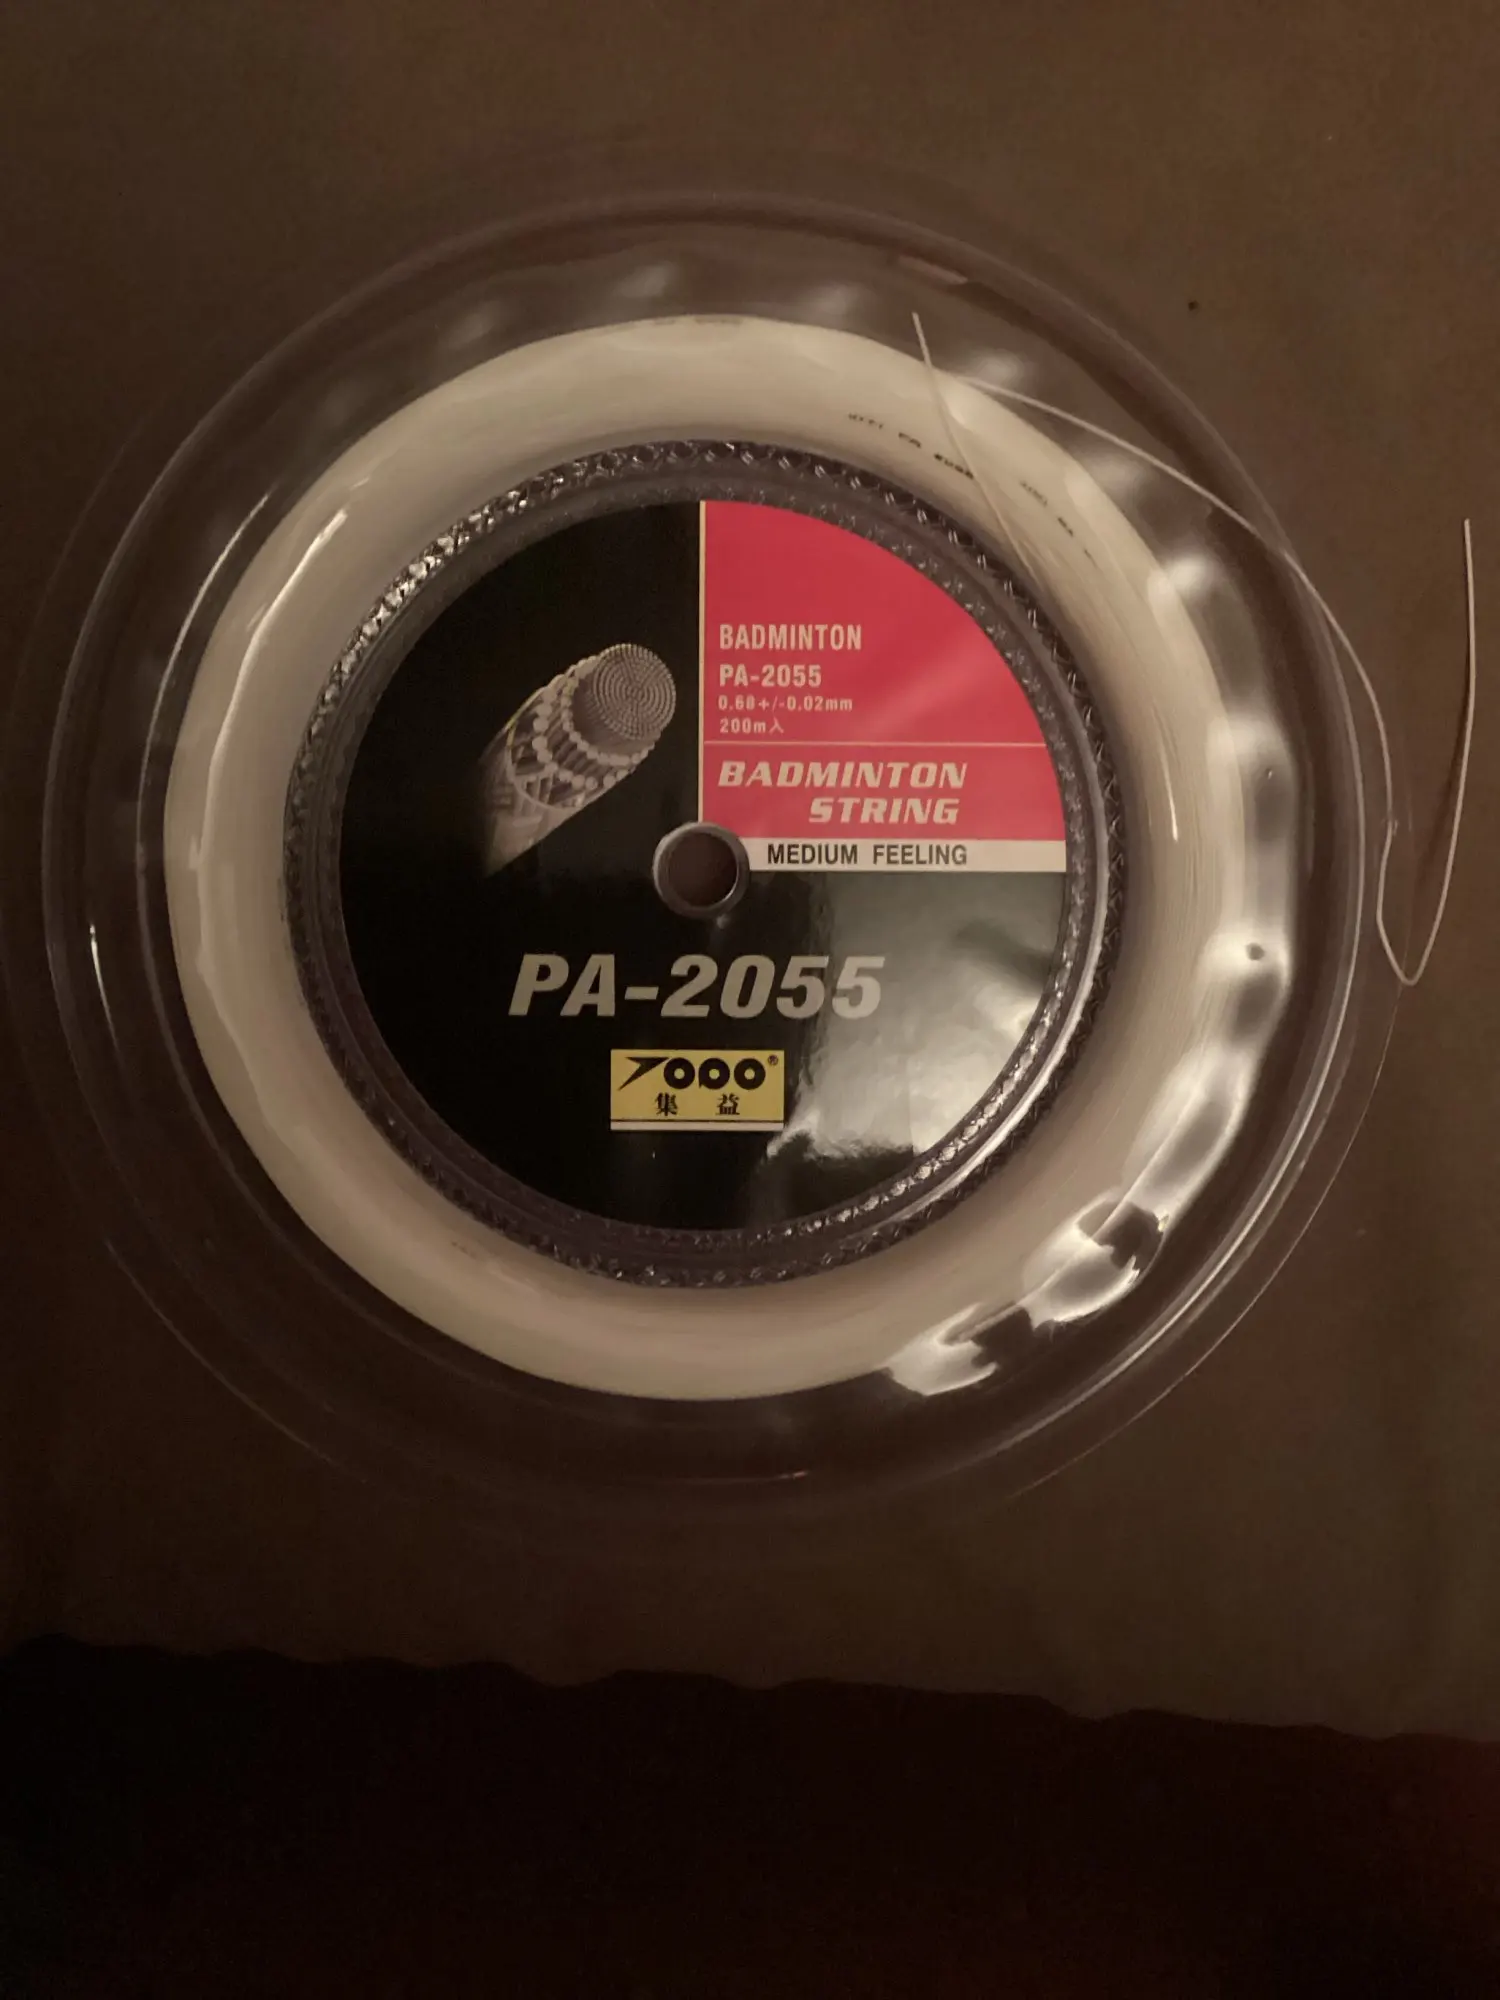 BADMINTON
PA-2055
0.68+/-0.02mm
200m入
BADMINTON
STRING
MEDIUM FEELING
PA-2055
TOPO®
集益